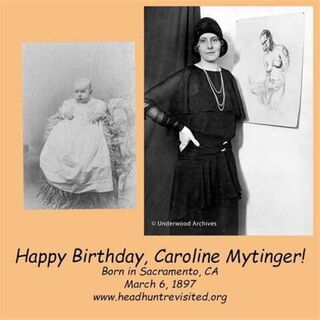 © Underwood Archives
Happy Birthday, Caroline Mytinger!
Born in Sacramento, CA
March 6, 1897
www.headhuntrevisited.org